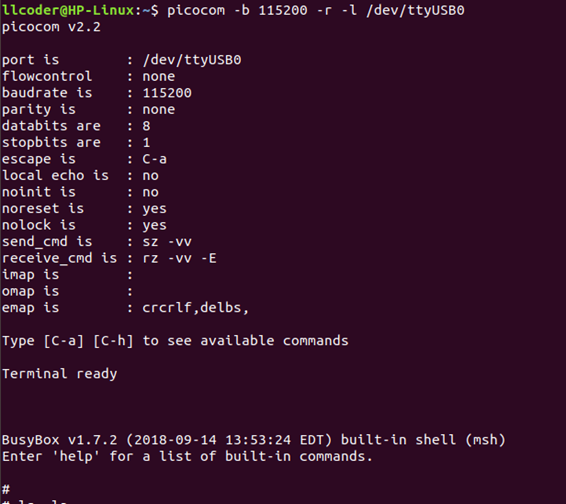 llcoder@HP-Linux:~$ picocom -b 115200 -r -l /dev/ttyUSB0
picocom v2.2
port is        : /dev/ttyUSB0
flowcontrol    : none
baudrate is    : 115200
parity is      : none
databits are   : 8
stopbits are   : 1
escape is      : C-a
local echo is  : no
noinit is      : no
noreset is     : yes
nolock is      : yes
send_cmd is    : sz -vv
receive_cmd is : rz -vv -E
imap is        :
omap is        :
emap is        : crcrlf,delbs,
Type [C-a] [C-h] to see available commands
Terminal ready
BusyBox v1.7.2 (2018-09-14 13:53:24 EDT) built-in shell (msh)
Enter 'help' for a list of built-in commands.
#
#